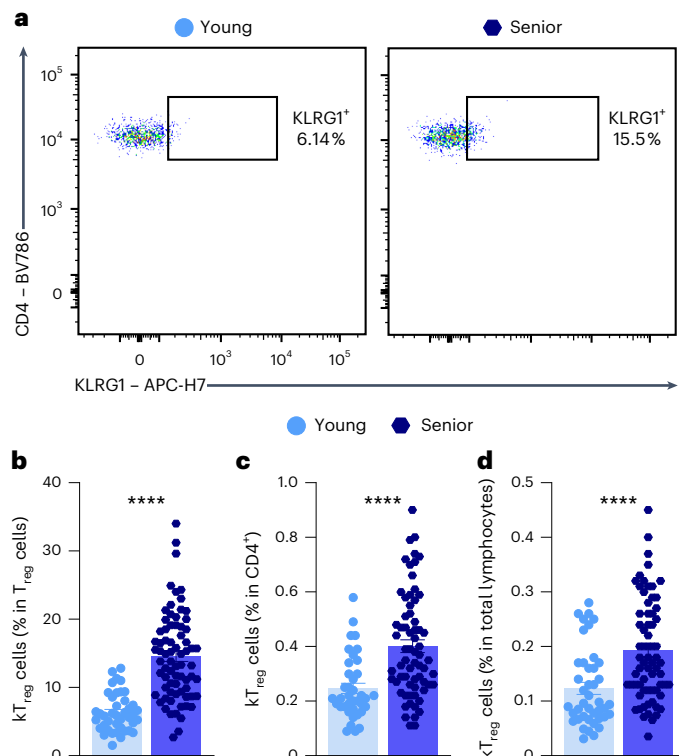 a
Young
Senior
10⁵
10⁴
10³
0
KLRG1⁺
6.14%
KLRG1⁺
15.5%
CD4 – BV786
0
10³
10⁴
10⁵
KLRG1 – APC-H7
Young
Senior
b
kTreg cells (% in Treg cells)
40
30
20
10
0
****
c
kTreg cells (% in CD4⁺)
1.0
0.8
0.6
0.4
0.2
0
****
d
kTreg cells (% in total lymphocytes)
0.5
0.4
0.3
0.2
0.1
0
****